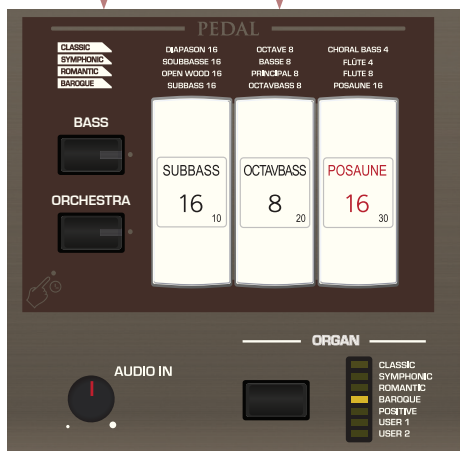 PEDAL
CLASSIC DIAPASON 16 OCTAVE 8 CHORAL BASS 4
SYMPHONIC SOUBBASSE 16 BASSE 8 FLÛTE 4
ROMANTIC OPEN WOOD 16 PRINCIPAL 8 FLUTE 8
BAROQUE SUBBASS 16 OCTAVBASS 8 POSAUNE 16
BASS
SUBBASS OCTAVBASS POSAUNE
16 8 16
10 20 30
ORCHESTRA
ORGAN
AUDIO IN
CLASSIC
SYMPHONIC
ROMANTIC
BAROQUE
POSITIVE
USER 1
USER 2